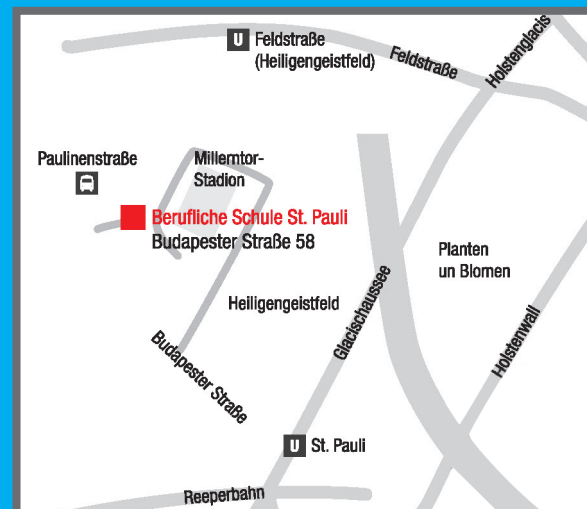 U Feldstraße
(Heiligengeistfeld)
Feldstraße
Holstenglacis
Paulinenstraße
Millerntor-
Stadion
Berufliche Schule St. Pauli
Budapester Straße 58
Planten
un Blomen
Heiligengeistfeld
Glacischaussee
Holstenwall
Budapester Straße
U St. Pauli
Reeperbahn